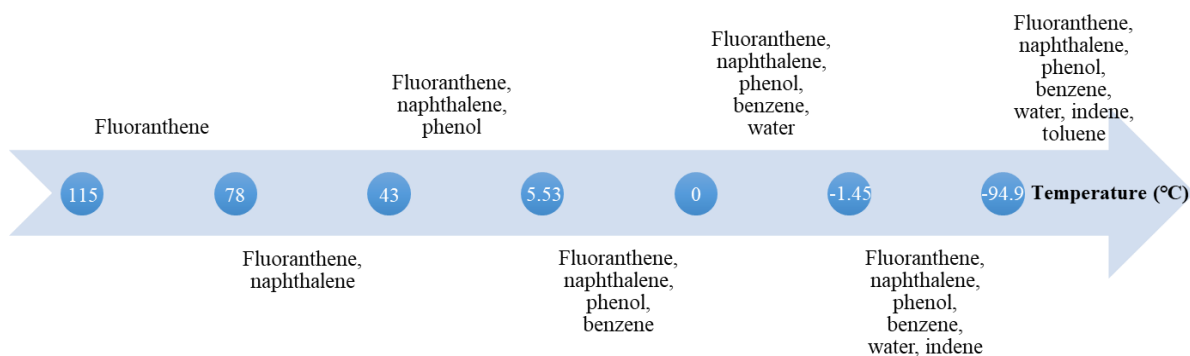 Fluoranthene
Fluoranthene,
naphthalene,
phenol
Fluoranthene,
naphthalene,
phenol,
benzene,
water
Fluoranthene,
naphthalene,
phenol,
benzene,
water, indene,
toluene
115
78
43
5.53
0
-1.45
-94.9
Temperature (°C)
Fluoranthene,
naphthalene
Fluoranthene,
naphthalene,
phenol,
benzene
Fluoranthene,
naphthalene,
phenol,
benzene,
water, indene